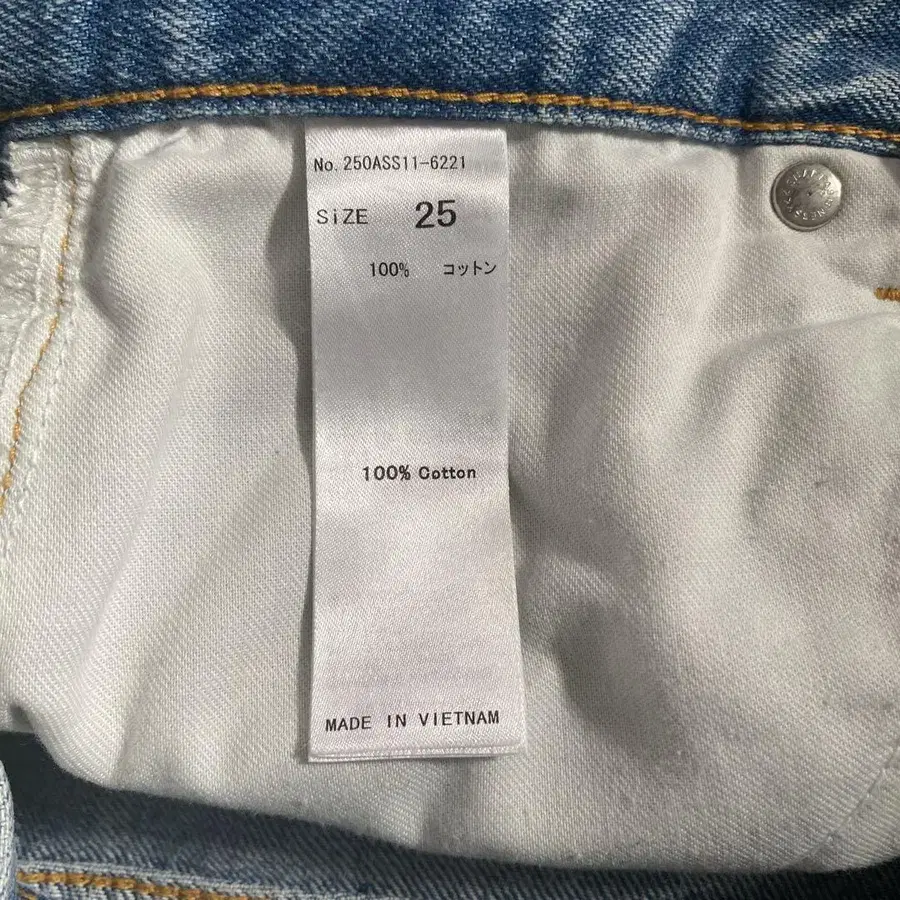 No. 250ASS11-6221
SiZE 25
100% コットン
100% Cotton
MADE IN VIETNAM